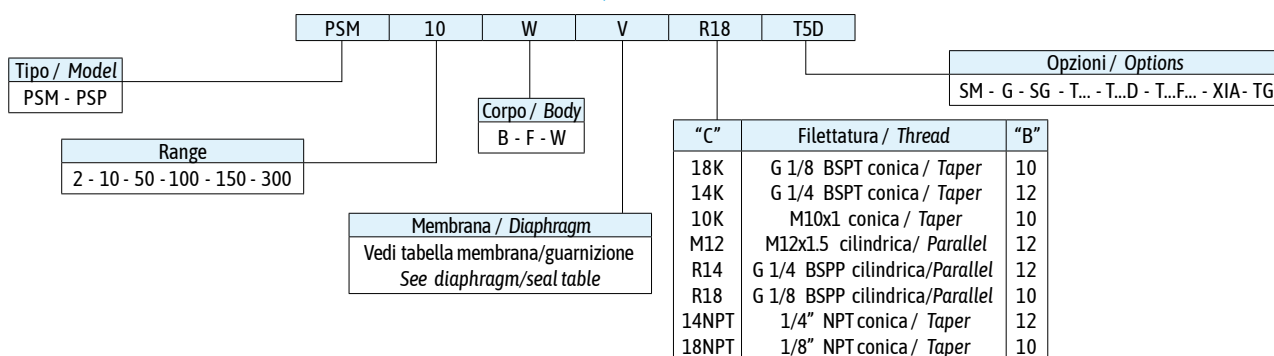 PSM 10 W V R18 T5D
Tipo / Model
PSM - PSP
Opzioni / Options
SM - G - SG - T... - T...D - T...F... - XIA- TG
Corpo / Body
B - F - W
Range
2 - 10 - 50 -100 - 150 - 300
Membrana / Diaphragm
Vedi tabella membrana/guarnizione
See diaphragm/seal table
“C” Filettatura / Thread “B”
18K G 1/8 BSPT conica / Taper 10
14K G 1/4 BSPT conica / Taper 12
10K M10x1 conica / Taper 10
M12 M12x1.5 cilindrica/ Parallel 12
R14 G 1/4 BSPP cilindrica/Parallel 12
R18 G 1/8 BSPP cilindrica/Parallel 10
14NPT 1/4” NPT conica / Taper 12
18NPT 1/8” NPT conica / Taper 10